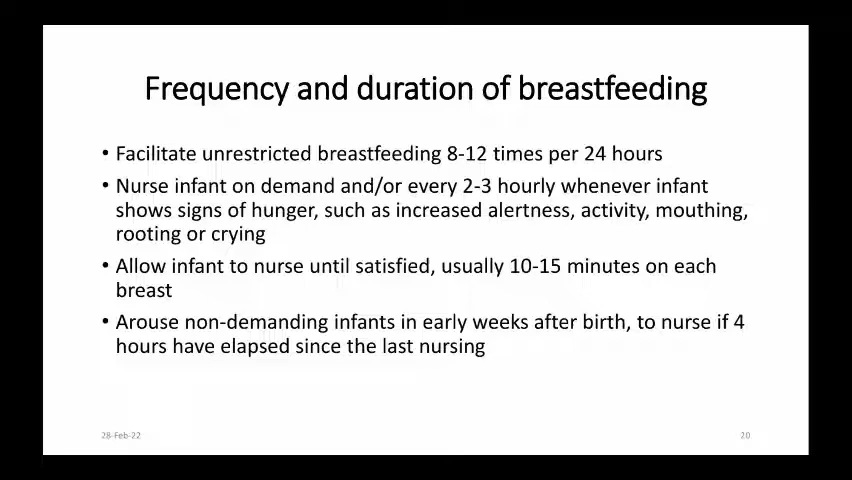 Frequency and duration of breastfeeding
• Facilitate unrestricted breastfeeding 8-12 times per 24 hours
• Nurse infant on demand and/or every 2-3 hourly whenever infant
shows signs of hunger, such as increased alertness, activity, mouthing,
rooting or crying
• Allow infant to nurse until satisfied, usually 10-15 minutes on each
breast
• Arouse non-demanding infants in early weeks after birth, to nurse if 4
hours have elapsed since the last nursing
28-Feb-22
20